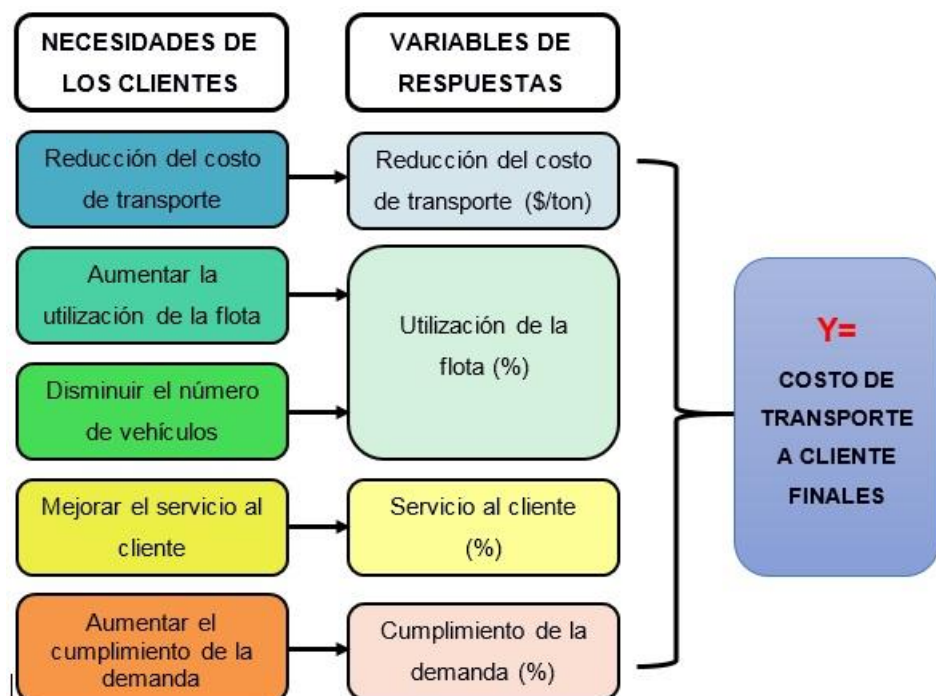 NECESIDADES DE
LOS CLIENTES
VARIABLES DE
RESPUESTAS
Reducción del costo
de transporte
Reducción del costo
de transporte ($/ton)
Aumentar la
utilización de la flota
Utilización de la
flota (%)
Disminuir el número
de vehículos
Mejorar el servicio al
cliente
Servicio al cliente
(%)
Aumentar el
cumplimiento de la
demanda
Cumplimiento de la
demanda (%)
Y=
COSTO DE
TRANSPORTE
A CLIENTE
FINALES